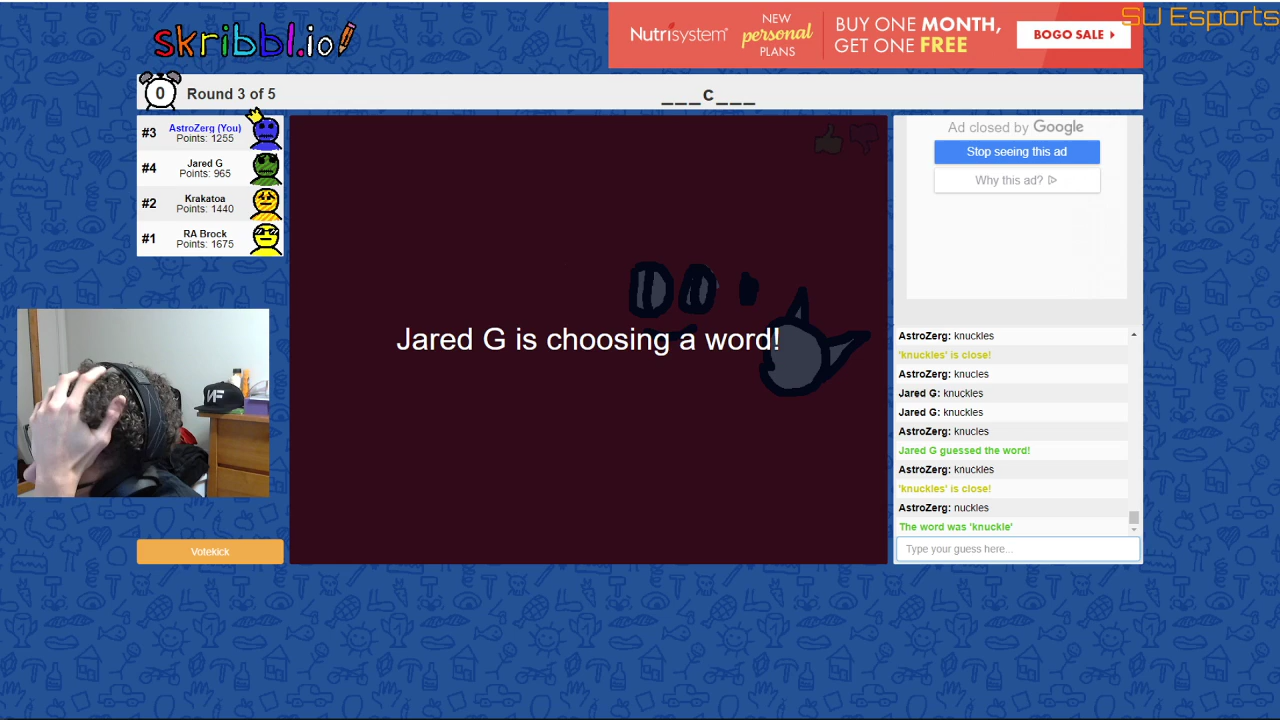 SU Esports
skribbl.io
Nutrisystem®
NEW
personal
PLANS
BUY ONE MONTH,
GET ONE FREE
BOGO SALE
0
Round 3 of 5
___c___
#3
AstroZerg (You)
Points: 1255
#4
Jared G
Points: 965
#2
Krakatoa
Points: 1440
#1
RA Brock
Points: 1675
Votekick
Jared G is choosing a word!
Ad closed by Google
Stop seeing this ad
Why this ad?
AstroZerg: knuckles
'knuckles' is close!
AstroZerg: knucles
Jared G: knuckles
Jared G: knuckles
AstroZerg: knucles
Jared G guessed the word!
AstroZerg: knuckles
'knuckles' is close!
AstroZerg: nuckles
The word was 'knuckle'
Type your guess here...
NF